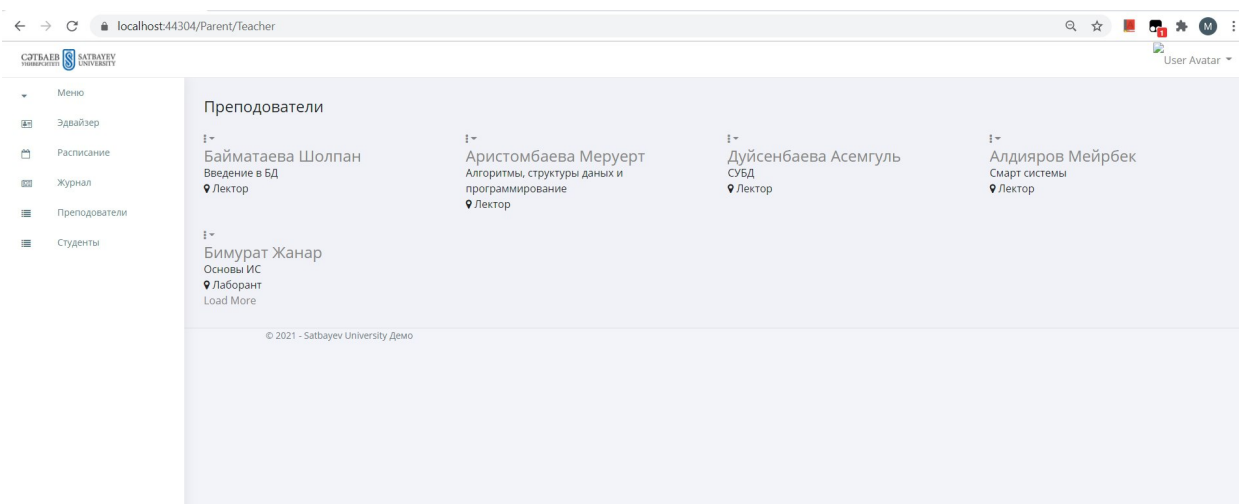 localhost:44304/Parent/Teacher
1
M
СӘТБАЕВ SATBAYEV
УНИВЕРСИТЕТІ UNIVERSITY
User Avatar
Меню
Эдвайзер
Расписание
Журнал
Преподователи
Студенты
Преподователи
Байматаева Шолпан
Введение в БД
Лектор
Аристомбаева Меруерт
Алгоритмы, структуры даных и
программирование
Лектор
Дуйсенбаева Асемгуль
СУБД
Лектор
Алдияров Мейрбек
Смарт системы
Лектор
Бимурат Жанар
Основы ИС
Лаборант
Load More
© 2021 - Satbayev University Демо